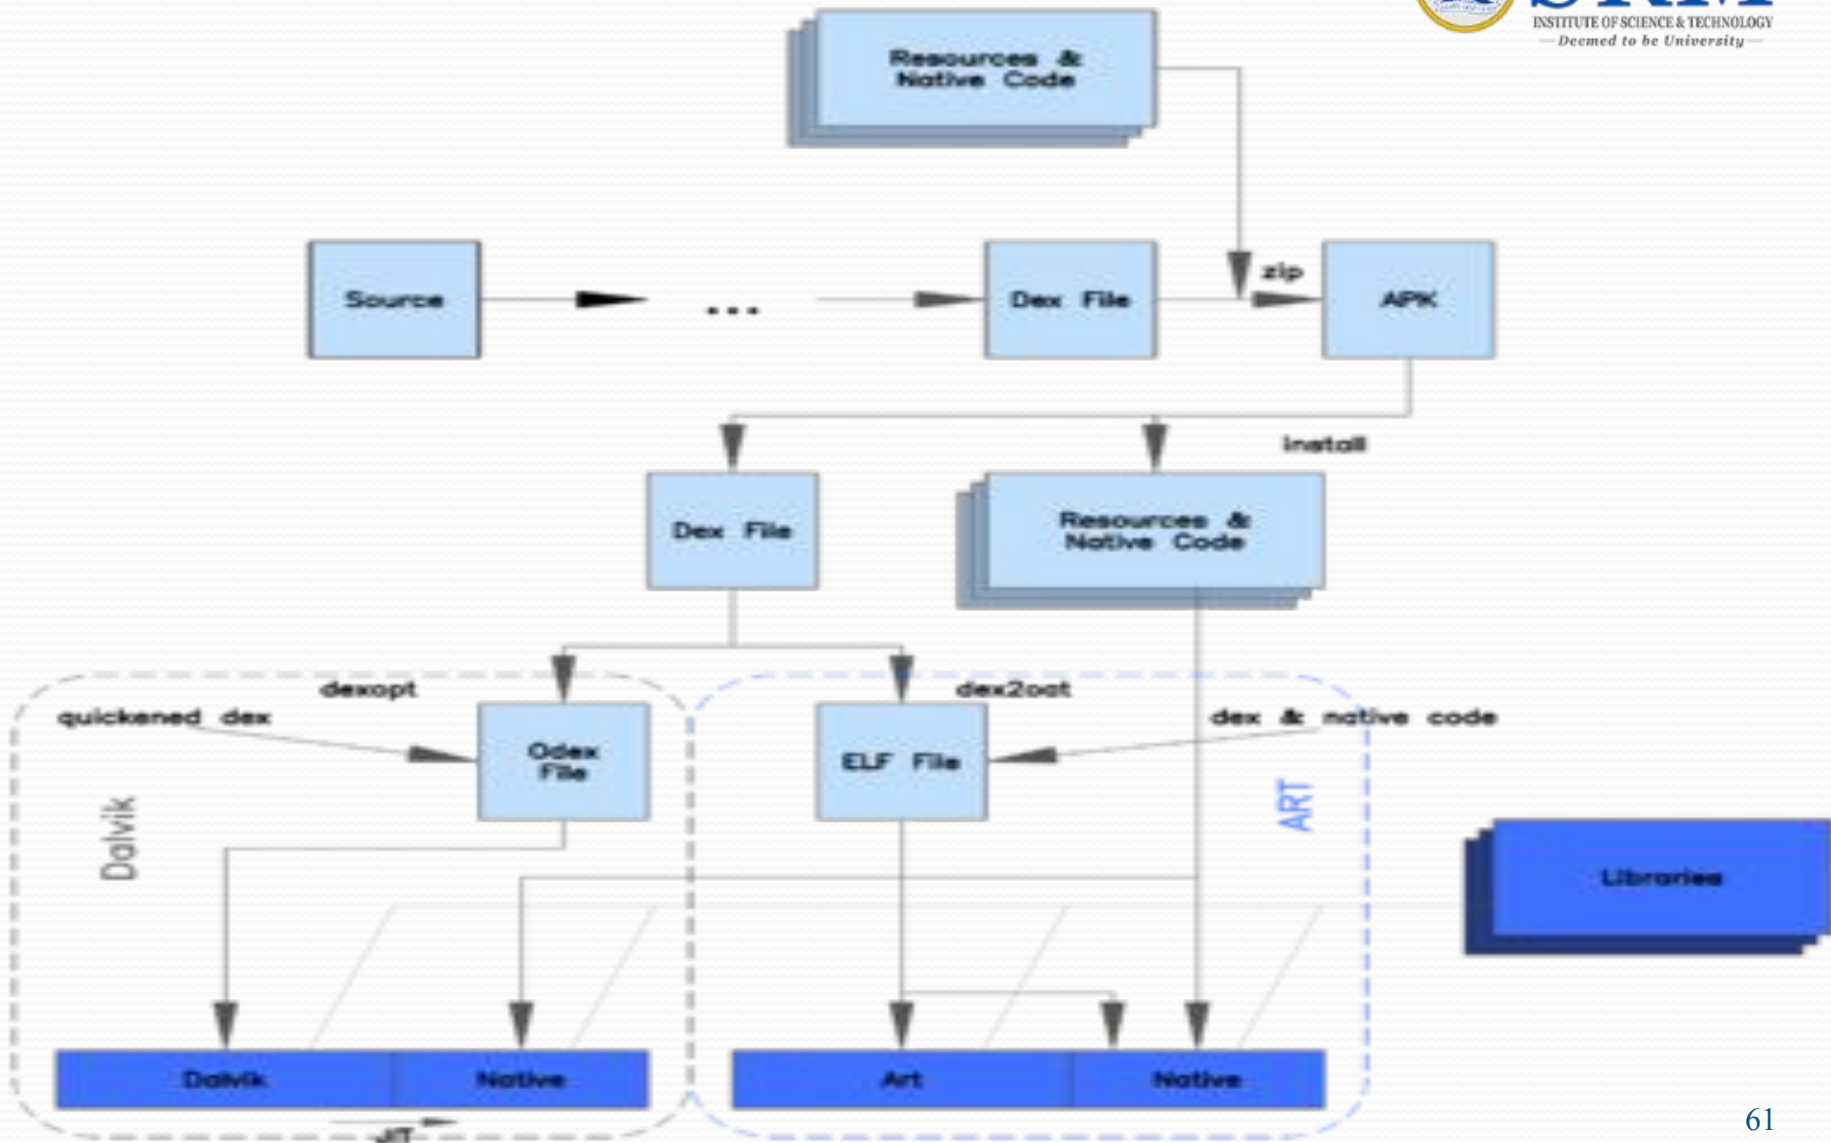 SRM
INSTITUTE OF SCIENCE & TECHNOLOGY
Deemed to be University
Resources &
Native Code
Source
...
Dex File
zip
APK
install
Dex File
Resources &
Native Code
dexopt
quickened dex
Odex
File
dex2oat
dex & native code
ELF File
Dalvik
ART
Libraries
Dalvik
Native
Art
Native
JIT
61